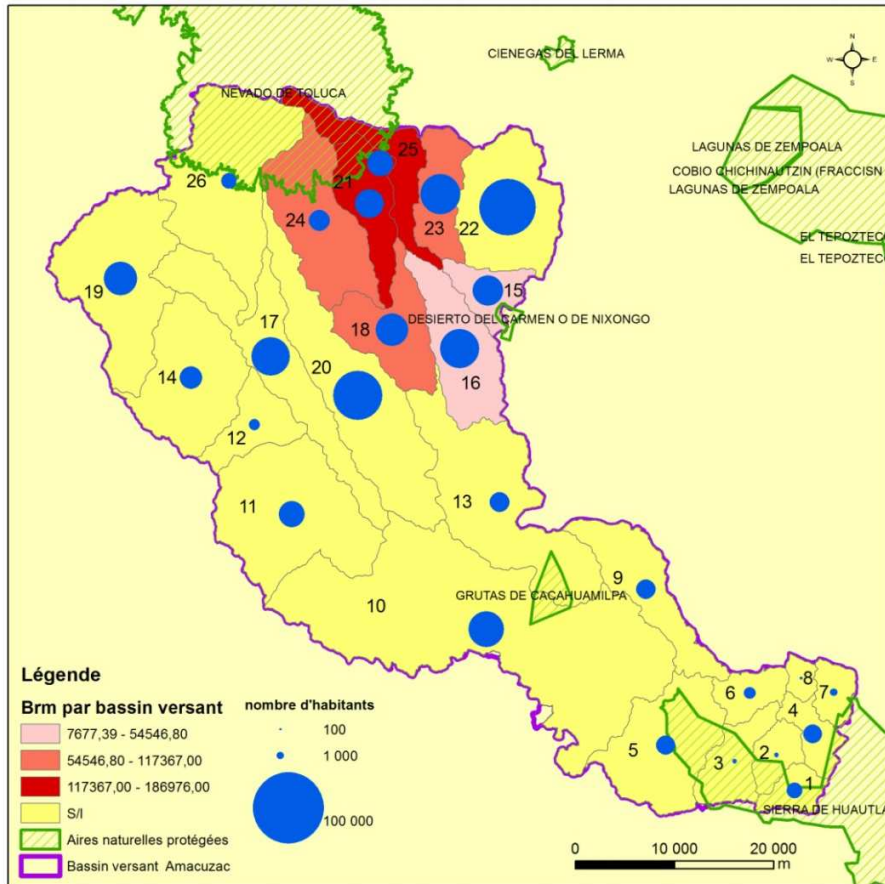 N
W E
S
CIENEGAS DEL LERMA
NEVADO DE TOLUCA
LAGUNAS DE ZEMPOALA
COBIO CHICHINAUTZIN (FRACCISN
LAGUNAS DE ZEMPOALA
EL TEPOZTEC
EL TEPOZTEC
25
26
21
24
23
22
19
15
DESIERTO DEL CARMEN O DE NIXONGO
17
18
20
16
14
12
11
13
9
10
GRUTAS DE CACAHUAMILPA
8
6
7
4
5
2
3
1
SIERRA DE HUAUTLA
Légende
Brm par bassin versant
7677,39 - 54546,80
54546,80 - 117367,00
117367,00 - 186976,00
S/I
Aires naturelles protégées
Bassin versant Amacuzac
nombre d'habitants
100
1 000
100 000
0 10 000 20 000
m